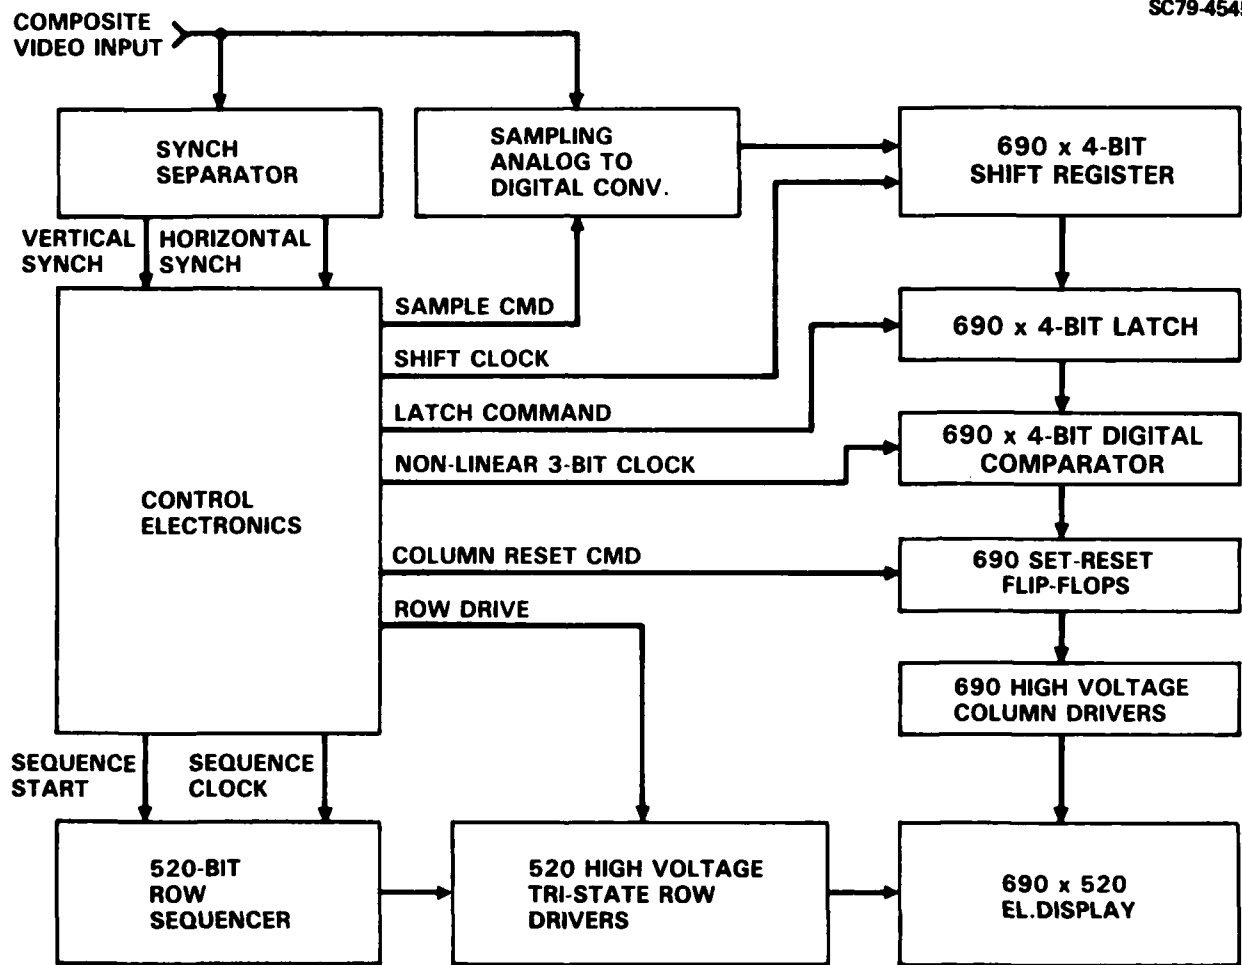 SC79-4545
COMPOSITE
VIDEO INPUT
SYNCH
SEPARATOR
SAMPLING
ANALOG TO
DIGITAL CONV.
690 x 4-BIT
SHIFT REGISTER
VERTICAL
SYNCH
HORIZONTAL
SYNCH
SAMPLE CMD
SHIFT CLOCK
LATCH COMMAND
NON-LINEAR 3-BIT CLOCK
CONTROL
ELECTRONICS
COLUMN RESET CMD
ROW DRIVE
690 x 4-BIT LATCH
690 x 4-BIT DIGITAL
COMPARATOR
690 SET-RESET
FLIP-FLOPS
690 HIGH VOLTAGE
COLUMN DRIVERS
SEQUENCE
START
SEQUENCE
CLOCK
520-BIT
ROW
SEQUENCER
520 HIGH VOLTAGE
TRI-STATE ROW
DRIVERS
690 x 520
EL.DISPLAY